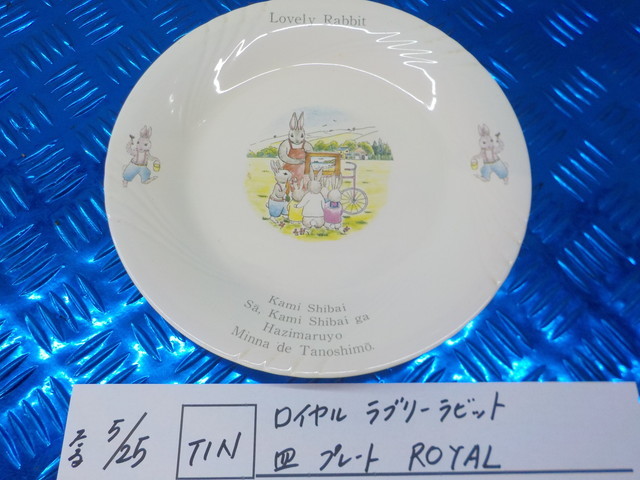 Lovely Rabbit
Kami Shibai
Sā, Kami Shibai ga
Hazimaruyo
Minna de Tanoshimō.
5/25
TIN
ロイヤル ラブリーラビット
皿 プレート ROYAL